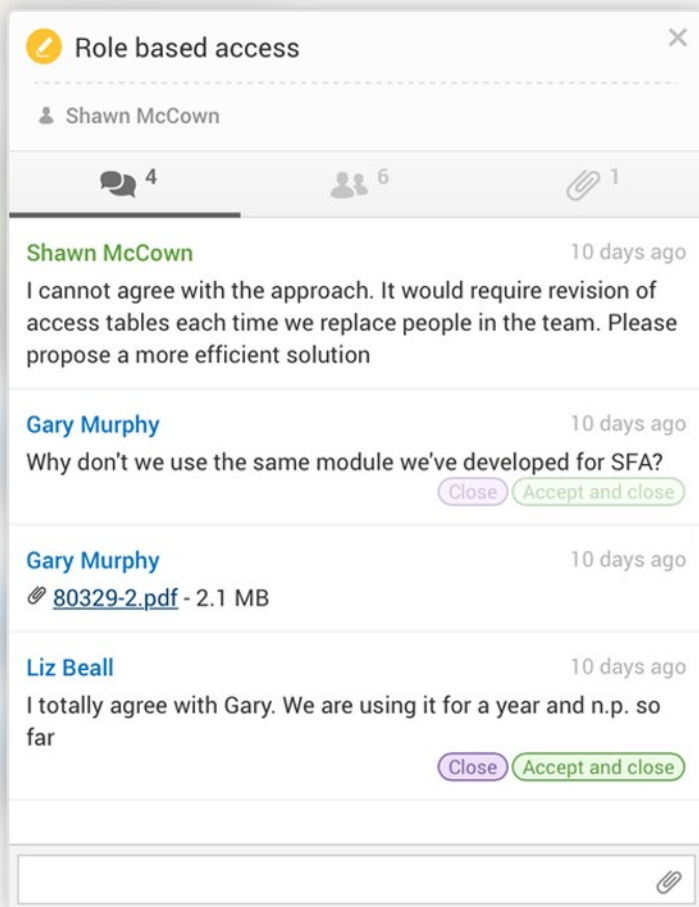 Role based access
Shawn McCown
4
6
1
Shawn McCown
10 days ago
I cannot agree with the approach. It would require revision of
access tables each time we replace people in the team. Please
propose a more efficient solution
Gary Murphy
10 days ago
Why don't we use the same module we've developed for SFA?
Close
Accept and close
Gary Murphy
10 days ago
80329-2.pdf - 2.1 MB
Liz Beall
10 days ago
I totally agree with Gary. We are using it for a year and n.p. so
far
Close
Accept and close